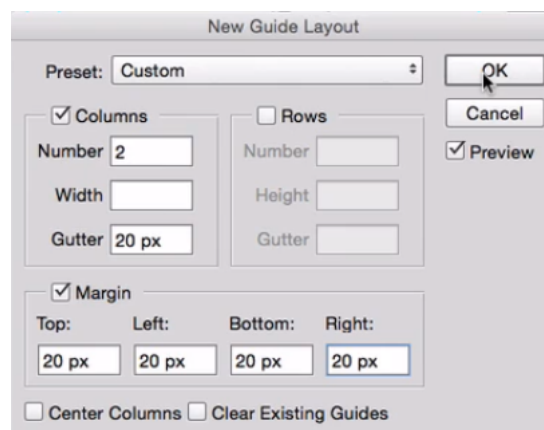 New Guide Layout
Preset: Custom
OK
Columns
Rows
Cancel
Number 2
Number
Preview
Width
Height
Gutter 20 px
Gutter
Margin
Top: Left: Bottom: Right:
20 px 20 px 20 px 20 px
Center Columns Clear Existing Guides